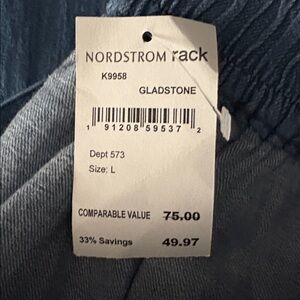 NORDSTROM rack
K9958
GLADSTONE
1 91208 59537 2
Dept 573
Size: L
COMPARABLE VALUE 75.00
33% Savings 49.97